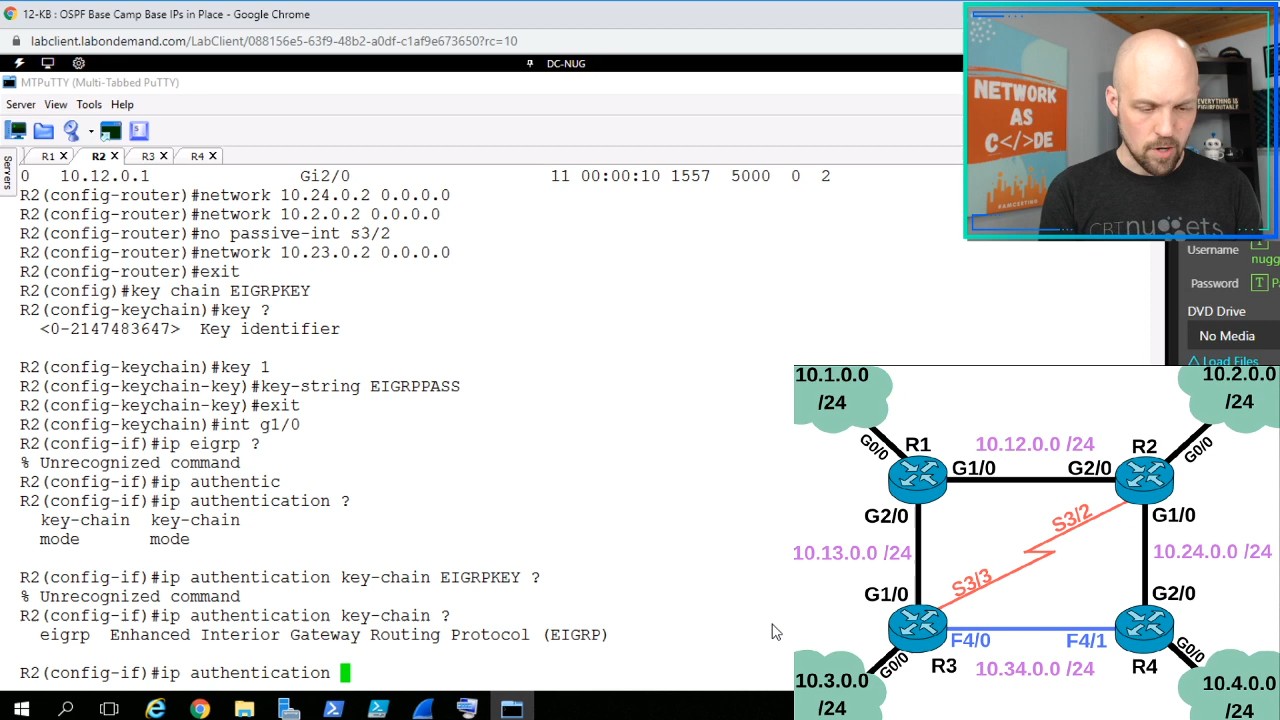 12-KB : OSPF Base Camp Base IPs in Place - Google Chrome
labclient.labondemand.com/LabClient/088156e5-63f9-48b2-a0df-c1af9e673650?rc=10
DC-NUG
MTPuTTY (Multi-Tabbed PuTTY)
Server View Tools Help
R1 R2 R3 R4
Servers
0 10.12.0.1 Gi2/0 11 00:00:10 1557 5000 0 2
R2(config-router)#network 10.24.0.2 0.0.0.0
R2(config-router)#network 10.2.0.2 0.0.0.0
R2(config-router)#no passive-int s3/2
R2(config-router)#network 10.23.0.2 0.0.0.0
R2(config-router)#exit
R2(config)#key chain EIGRPKEY
R2(config-keychain)#key ?
<0-2147483647> Key identifier
R2(config-keychain)#key 1
R2(config-keychain-key)#key-string EIGRPPASS
R2(config-keychain-key)#exit
R2(config-keychain)#int g1/0
R2(config-if)#ip eigrp ?
% Unrecognized command
R2(config-if)#ip authentic
R2(config-if)#ip authentication ?
key-chain key-chain
mode mode
R2(config-if)#ip authentication key-chain EIGRPKEY ?
% Unrecognized command
R2(config-if)#ip authentication key-chain ?
eigrp Enhanced Interior Gateway Routing Protocol (EIGRP)
R2(config-if)#ip authentication
NETWORK
AS
C</>DE
EVERYTHING IS
CBTnuggets
Username
nugg
Password
DVD Drive
No Media
Load Files
10.1.0.0
/24
10.2.0.0
/24
G0/0
R1
10.12.0.0 /24
R2
G0/0
G1/0
G2/0
G2/0
S3/2
G1/0
10.13.0.0 /24
10.24.0.0 /24
S3/3
G1/0
G2/0
F4/0
F4/1
R3
10.34.0.0 /24
R4
G0/0
G0/0
10.3.0.0
/24
10.4.0.0
/24